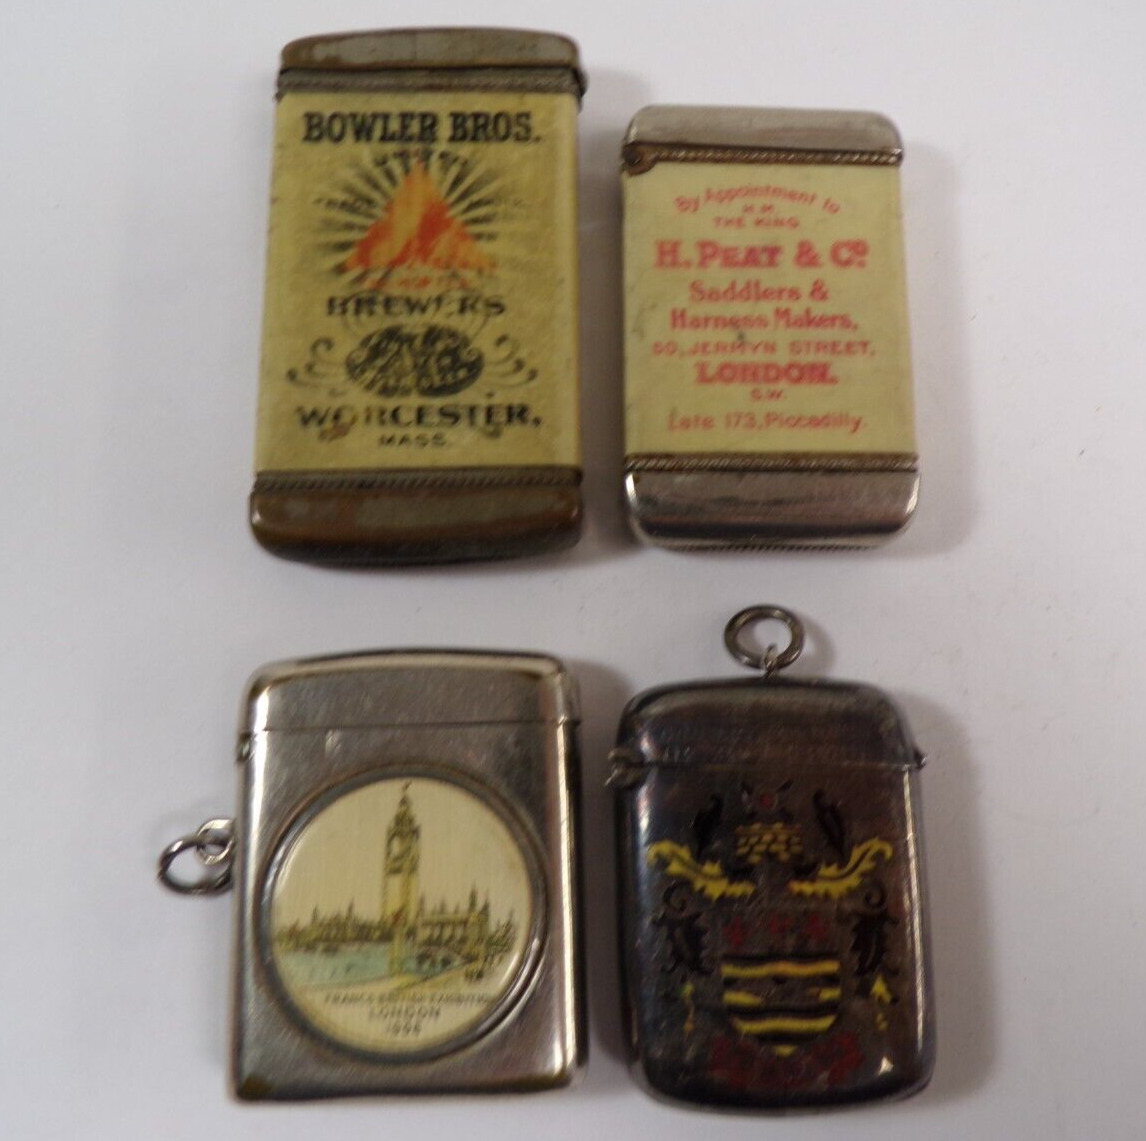 BOWLER BROS.
BREWERS
WORCESTER,
MASS.
By Appointment to
H.M.
THE KING
H. PEAT & Co
Saddlers &
Harness Makers,
50, JERMYN STREET,
LONDON.
S.W.
Late 173, Piccadilly.
FRANCO BRITISH EXHIBITION
LONDON
1908